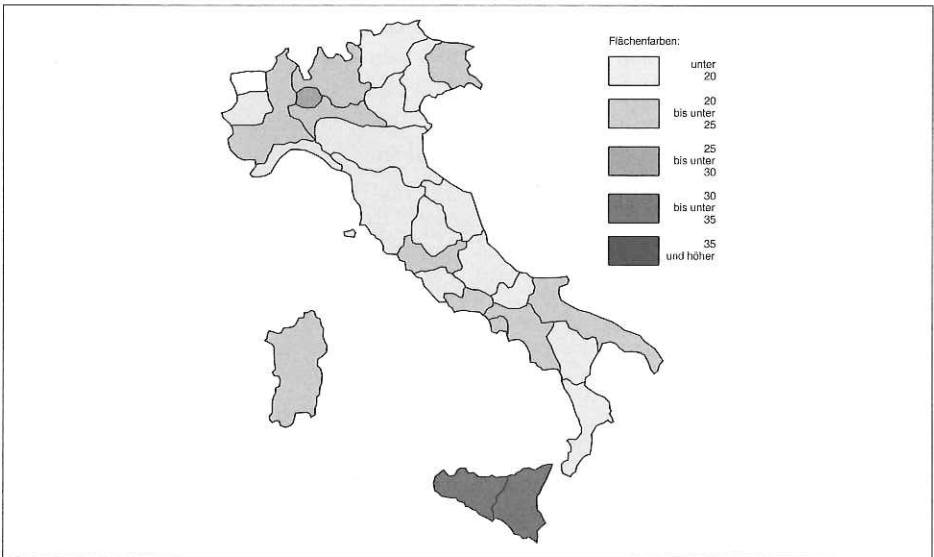 Flächenfarben:
unter
20
20
bis unter
25
25
bis unter
30
30
bis unter
35
35
und höher